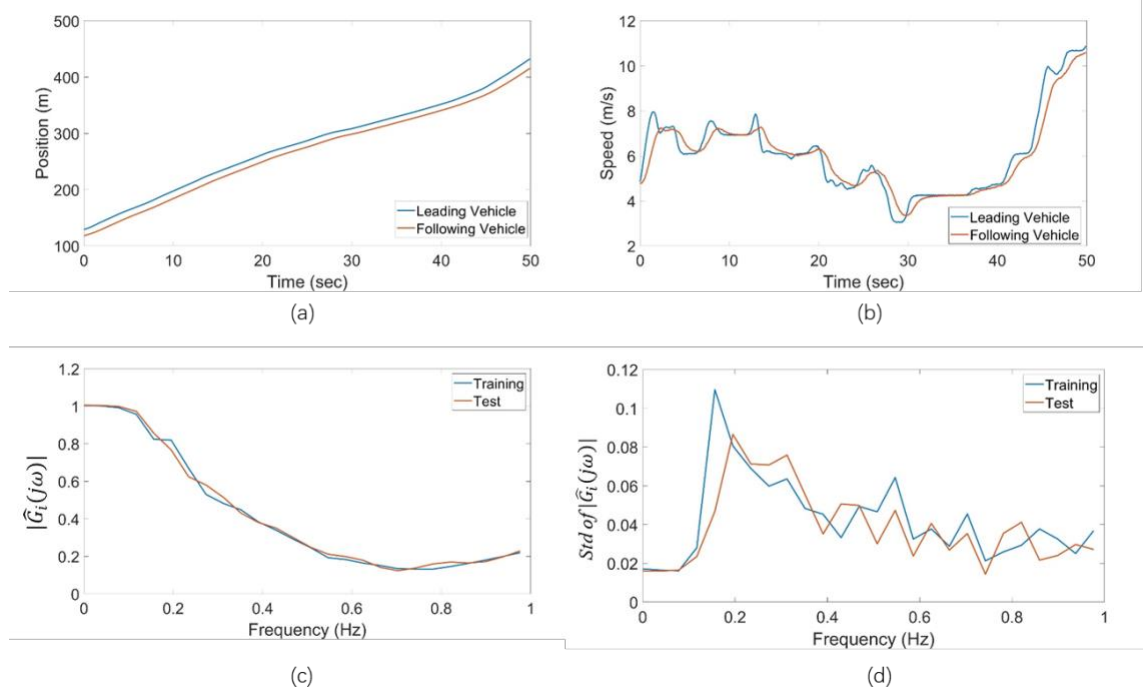 500
400
300
200
100
Position (m)
Leading Vehicle
Following Vehicle
0 10 20 30 40 50
Time (sec)
(a)
12
10
8
6
4
2
Speed (m/s)
Leading Vehicle
Following Vehicle
0 10 20 30 40 50
Time (sec)
(b)
1.2
1
0.8
0.6
0.4
0.2
0
|Ĝᵢ(jω)|
Training
Test
0 0.2 0.4 0.6 0.8 1
Frequency (Hz)
(c)
0.12
0.1
0.08
0.06
0.04
0.02
0
Std of |Ĝᵢ(jω)|
Training
Test
0 0.2 0.4 0.6 0.8 1
Frequency (Hz)
(d)